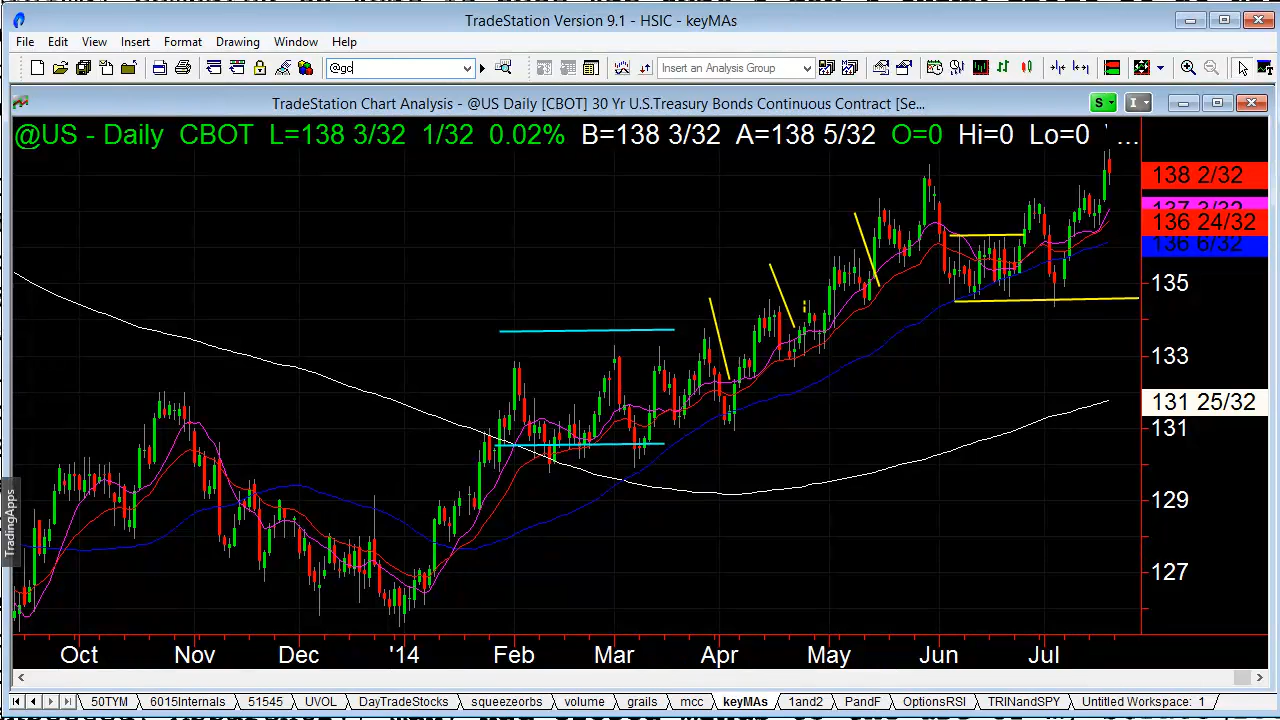 TradeStation Version 9.1 - HSIC - keyMAs
File Edit View Insert Format Drawing Window Help
@gc Insert an Analysis Group
TradeStation Chart Analysis - @US Daily [CBOT] 30 Yr U.S.Treasury Bonds Continuous Contract [Se...
S I
@US - Daily CBOT L=138 3/32 1/32 0.02% B=138 3/32 A=138 5/32 O=0 Hi=0 Lo=0 ...
138 2/32
137 3/32
136 24/32
136 6/32
135
133
131 25/32
131
129
127
TradingApps
Oct Nov Dec '14 Feb Mar Apr May Jun Jul
50TYM 6015Internals 51545 UVOL DayTradeStocks squeezeorbs volume grails mcc keyMAs 1and2 PandF OptionsRSI TRINandSPY Untitled Workspace: 1